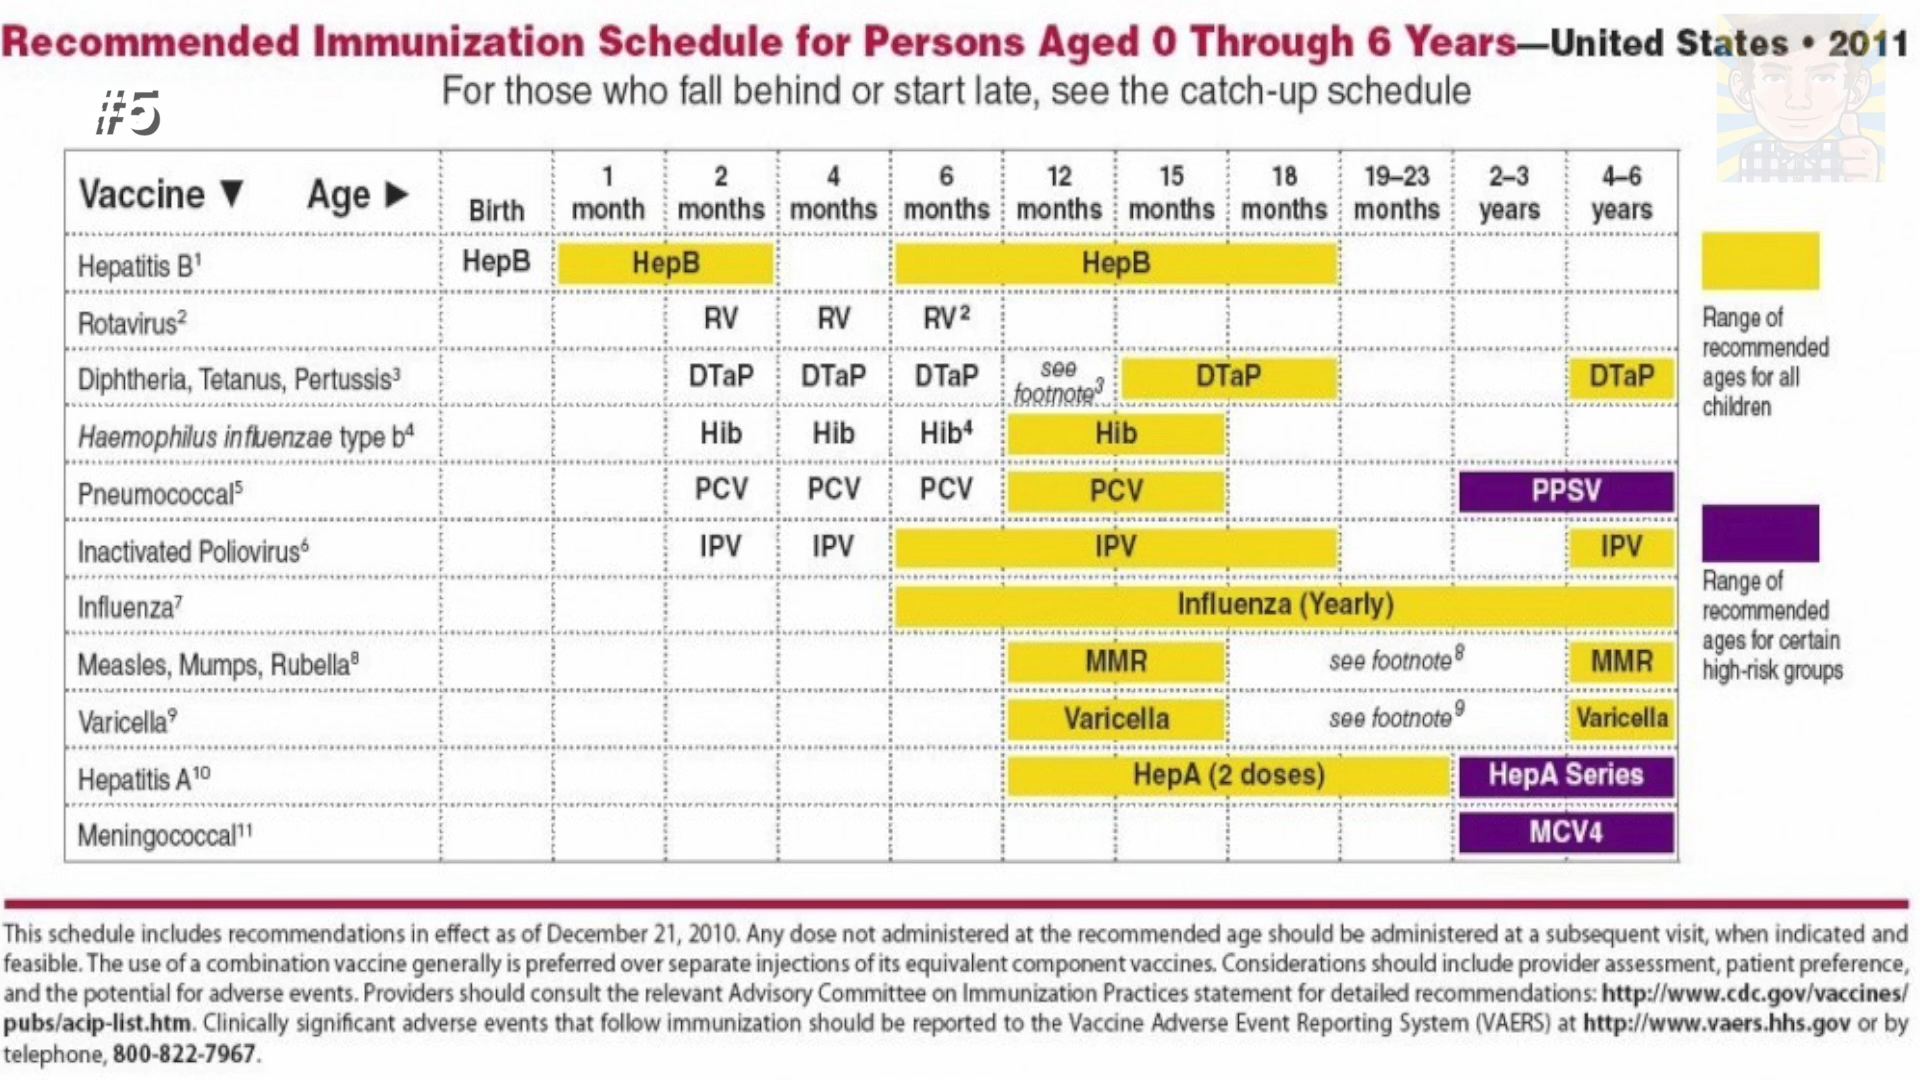 Recommended Immunization Schedule for Persons Aged 0 Through 6 Years—United States • 2011
For those who fall behind or start late, see the catch-up schedule
#5
Vaccine ▼ Age ► Birth 1 month 2 months 4 months 6 months 12 months 15 months 18 months 19–23 months 2–3 years 4–6 years
Hepatitis B¹ HepB HepB HepB
Rotavirus² RV RV RV²
Diphtheria, Tetanus, Pertussis³ DTaP DTaP DTaP see footnote³ DTaP DTaP
Haemophilus influenzae type b⁴ Hib Hib Hib⁴ Hib
Pneumococcal⁵ PCV PCV PCV PCV PPSV
Inactivated Poliovirus⁶ IPV IPV IPV IPV
Influenza⁷ Influenza (Yearly)
Measles, Mumps, Rubella⁸ MMR see footnote⁸ MMR
Varicella⁹ Varicella see footnote⁹ Varicella
Hepatitis A¹⁰ HepA (2 doses) HepA Series
Meningococcal¹¹ MCV4
Range of
recommended
ages for all
children
Range of
recommended
ages for certain
high-risk groups
This schedule includes recommendations in effect as of December 21, 2010. Any dose not administered at the recommended age should be administered at a subsequent visit, when indicated and
feasible. The use of a combination vaccine generally is preferred over separate injections of its equivalent component vaccines. Considerations should include provider assessment, patient preference,
and the potential for adverse events. Providers should consult the relevant Advisory Committee on Immunization Practices statement for detailed recommendations: http://www.cdc.gov/vaccines/
pubs/acip-list.htm. Clinically significant adverse events that follow immunization should be reported to the Vaccine Adverse Event Reporting System (VAERS) at http://www.vaers.hhs.gov or by
telephone, 800-822-7967.